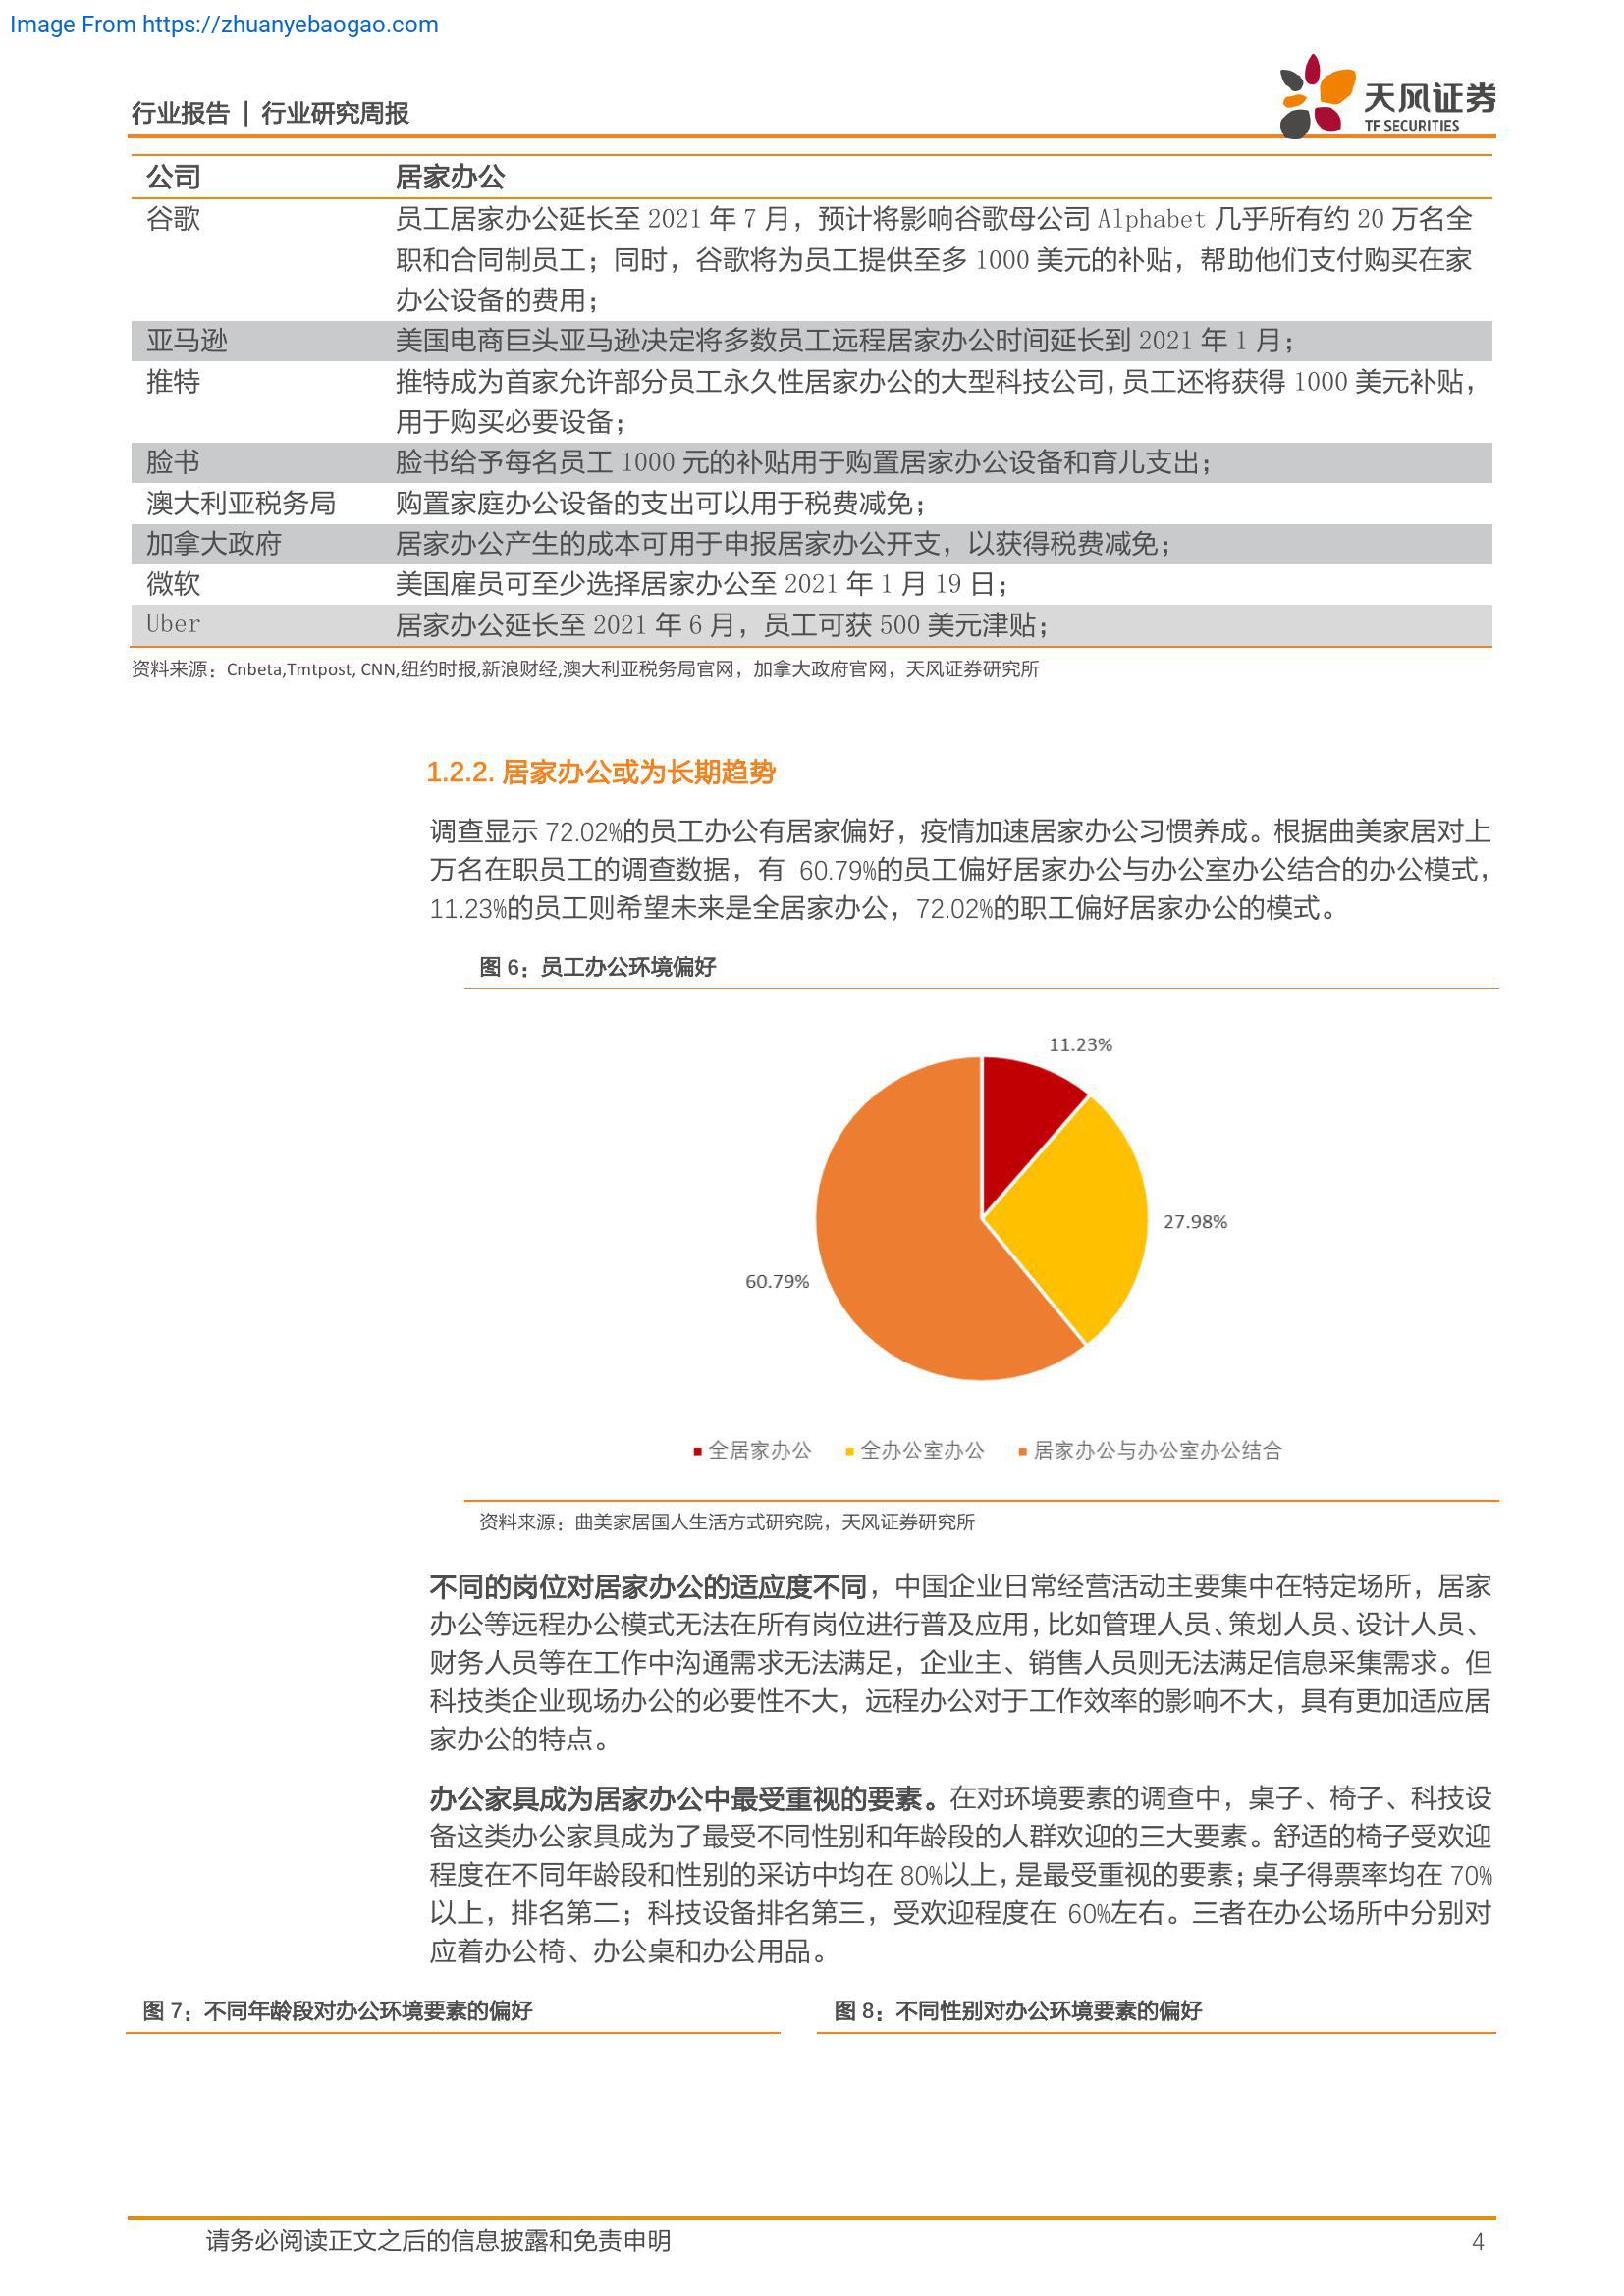 Image From https://zhuanyebaogao.com
行业报告 | 行业研究周报
天风证券
TF SECURITIES
公司 居家办公
谷歌 员工居家办公延长至 2021 年 7 月，预计将影响谷歌母公司 Alphabet 几乎所有约 20 万名全
职和合同制员工；同时，谷歌将为员工提供至多 1000 美元的补贴，帮助他们支付购买在家
办公设备的费用；
亚马逊 美国电商巨头亚马逊决定将多数员工远程居家办公时间延长到 2021 年 1 月；
推特 推特成为首家允许部分员工永久性居家办公的大型科技公司，员工还将获得 1000 美元补贴，
用于购买必要设备；
脸书 脸书给予每名员工 1000 元的补贴用于购置居家办公设备和育儿支出；
澳大利亚税务局 购置家庭办公设备的支出可以用于税费减免；
加拿大政府 居家办公产生的成本可用于申报居家办公开支，以获得税费减免；
微软 美国雇员可至少选择居家办公至 2021 年 1 月 19 日；
Uber 居家办公延长至 2021 年 6 月，员工可获 500 美元津贴；
资料来源：Cnbeta,Tmtpost, CNN,纽约时报,新浪财经,澳大利亚税务局官网，加拿大政府官网，天风证券研究所
1.2.2. 居家办公或为长期趋势
调查显示 72.02%的员工办公有居家偏好，疫情加速居家办公习惯养成。根据曲美家居对上
万名在职员工的调查数据，有 60.79%的员工偏好居家办公与办公室办公结合的办公模式，
11.23%的员工则希望未来是全居家办公，72.02%的职工偏好居家办公的模式。
图 6：员工办公环境偏好
11.23%
27.98%
60.79%
全居家办公 全办公室办公 居家办公与办公室办公结合
资料来源：曲美家居国人生活方式研究院，天风证券研究所
不同的岗位对居家办公的适应度不同，中国企业日常经营活动主要集中在特定场所，居家
办公等远程办公模式无法在所有岗位进行普及应用，比如管理人员、策划人员、设计人员、
财务人员等在工作中沟通需求无法满足，企业主、销售人员则无法满足信息采集需求。但
科技类企业现场办公的必要性不大，远程办公对于工作效率的影响不大，具有更加适应居
家办公的特点。
办公家具成为居家办公中最受重视的要素。在对环境要素的调查中，桌子、椅子、科技设
备这类办公家具成为了最受不同性别和年龄段的人群欢迎的三大要素。舒适的椅子受欢迎
程度在不同年龄段和性别的采访中均在 80%以上，是最受重视的要素；桌子得票率均在 70%
以上，排名第二；科技设备排名第三，受欢迎程度在 60%左右。三者在办公场所中分别对
应着办公椅、办公桌和办公用品。
图 7：不同年龄段对办公环境要素的偏好 图 8：不同性别对办公环境要素的偏好
请务必阅读正文之后的信息披露和免责申明 4